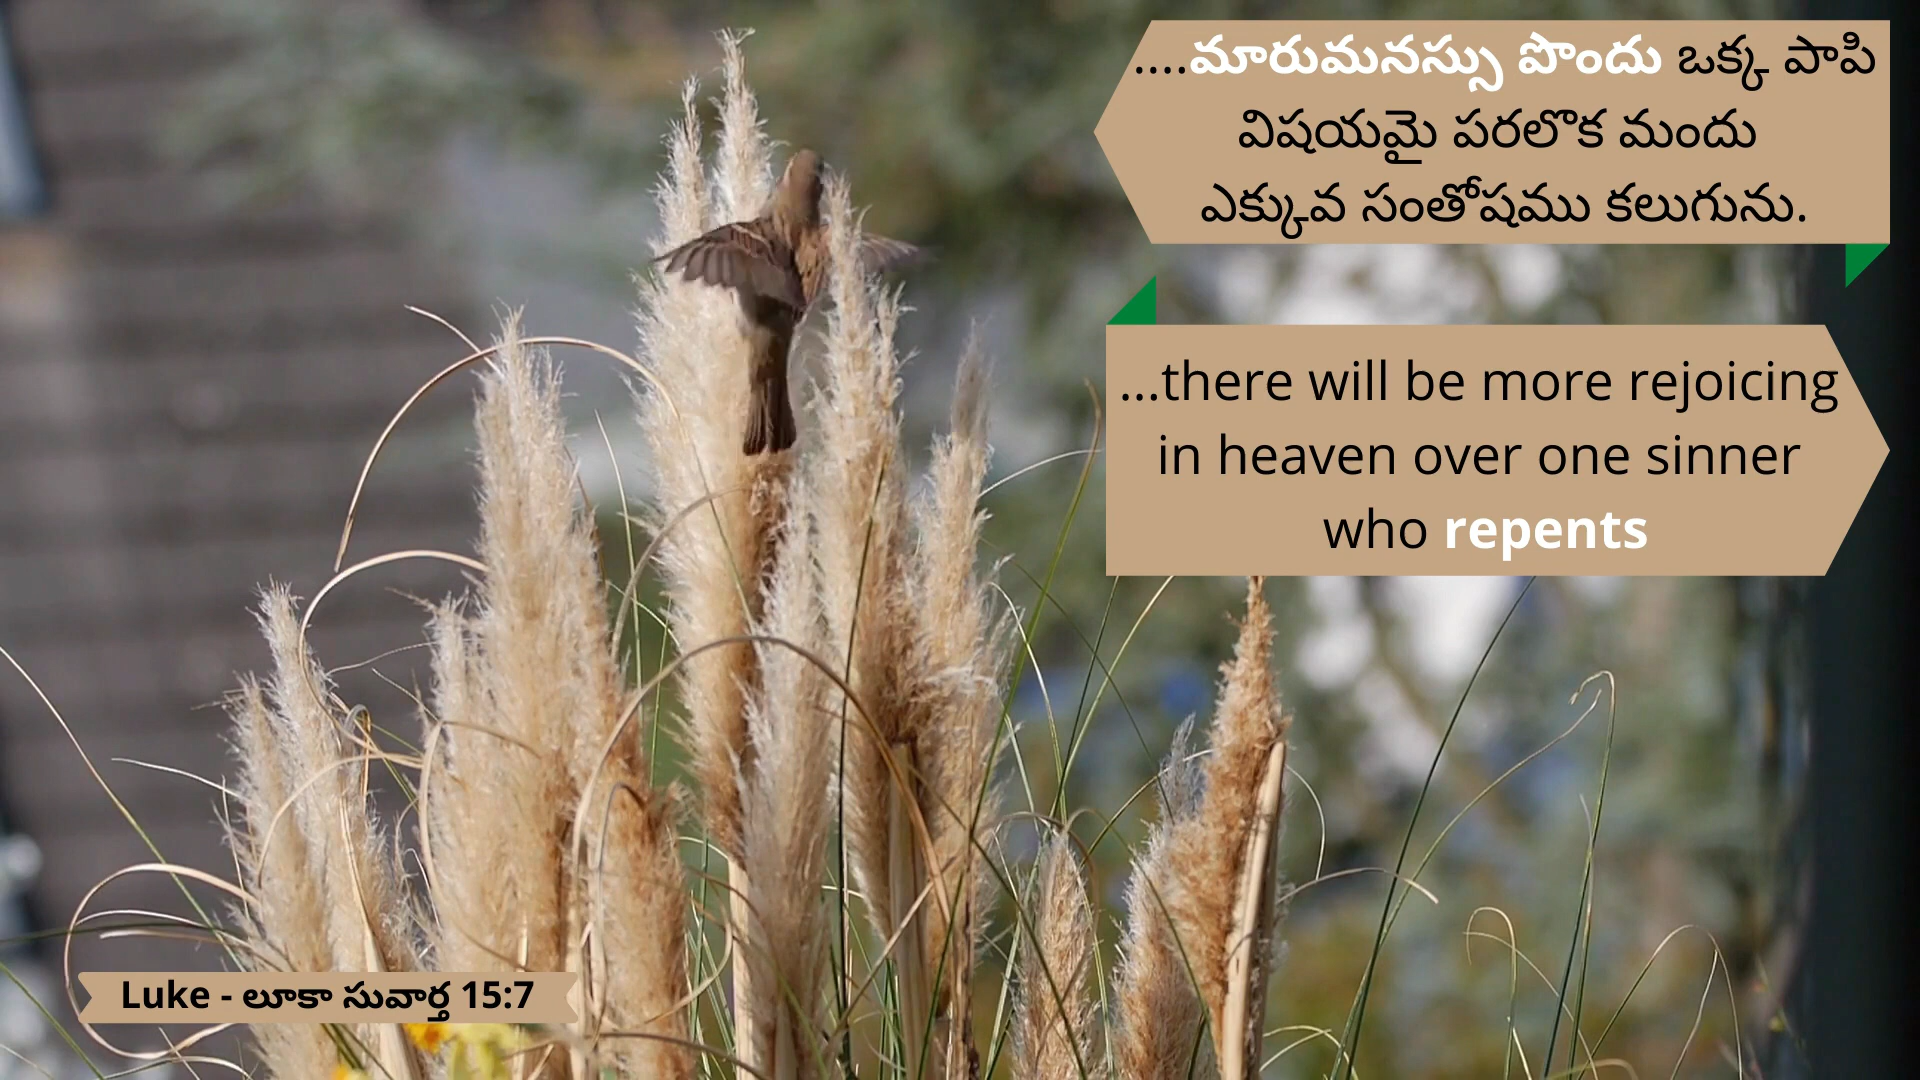 ....మారుమనస్సు పొందు ఒక్క పాపి
విషయమై పరలొక మందు
ఎక్కువ సంతోషము కలుగును.
...there will be more rejoicing
in heaven over one sinner
who repents
Luke - లూకా సువార్త 15:7